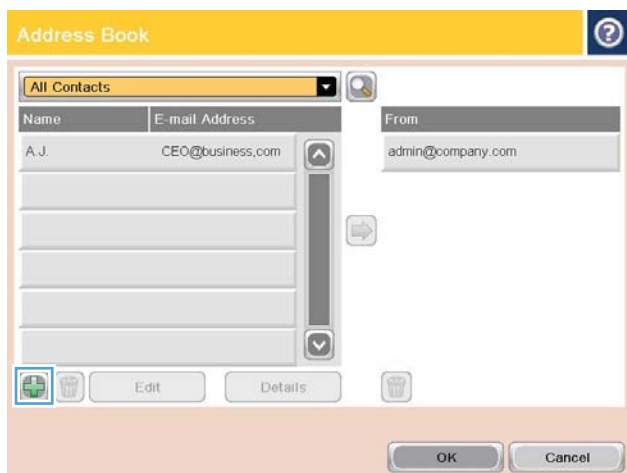 Address Book
?
All Contacts
Name E-mail Address From
A.J. CEO@business,com admin@company.com
Edit Details
OK Cancel